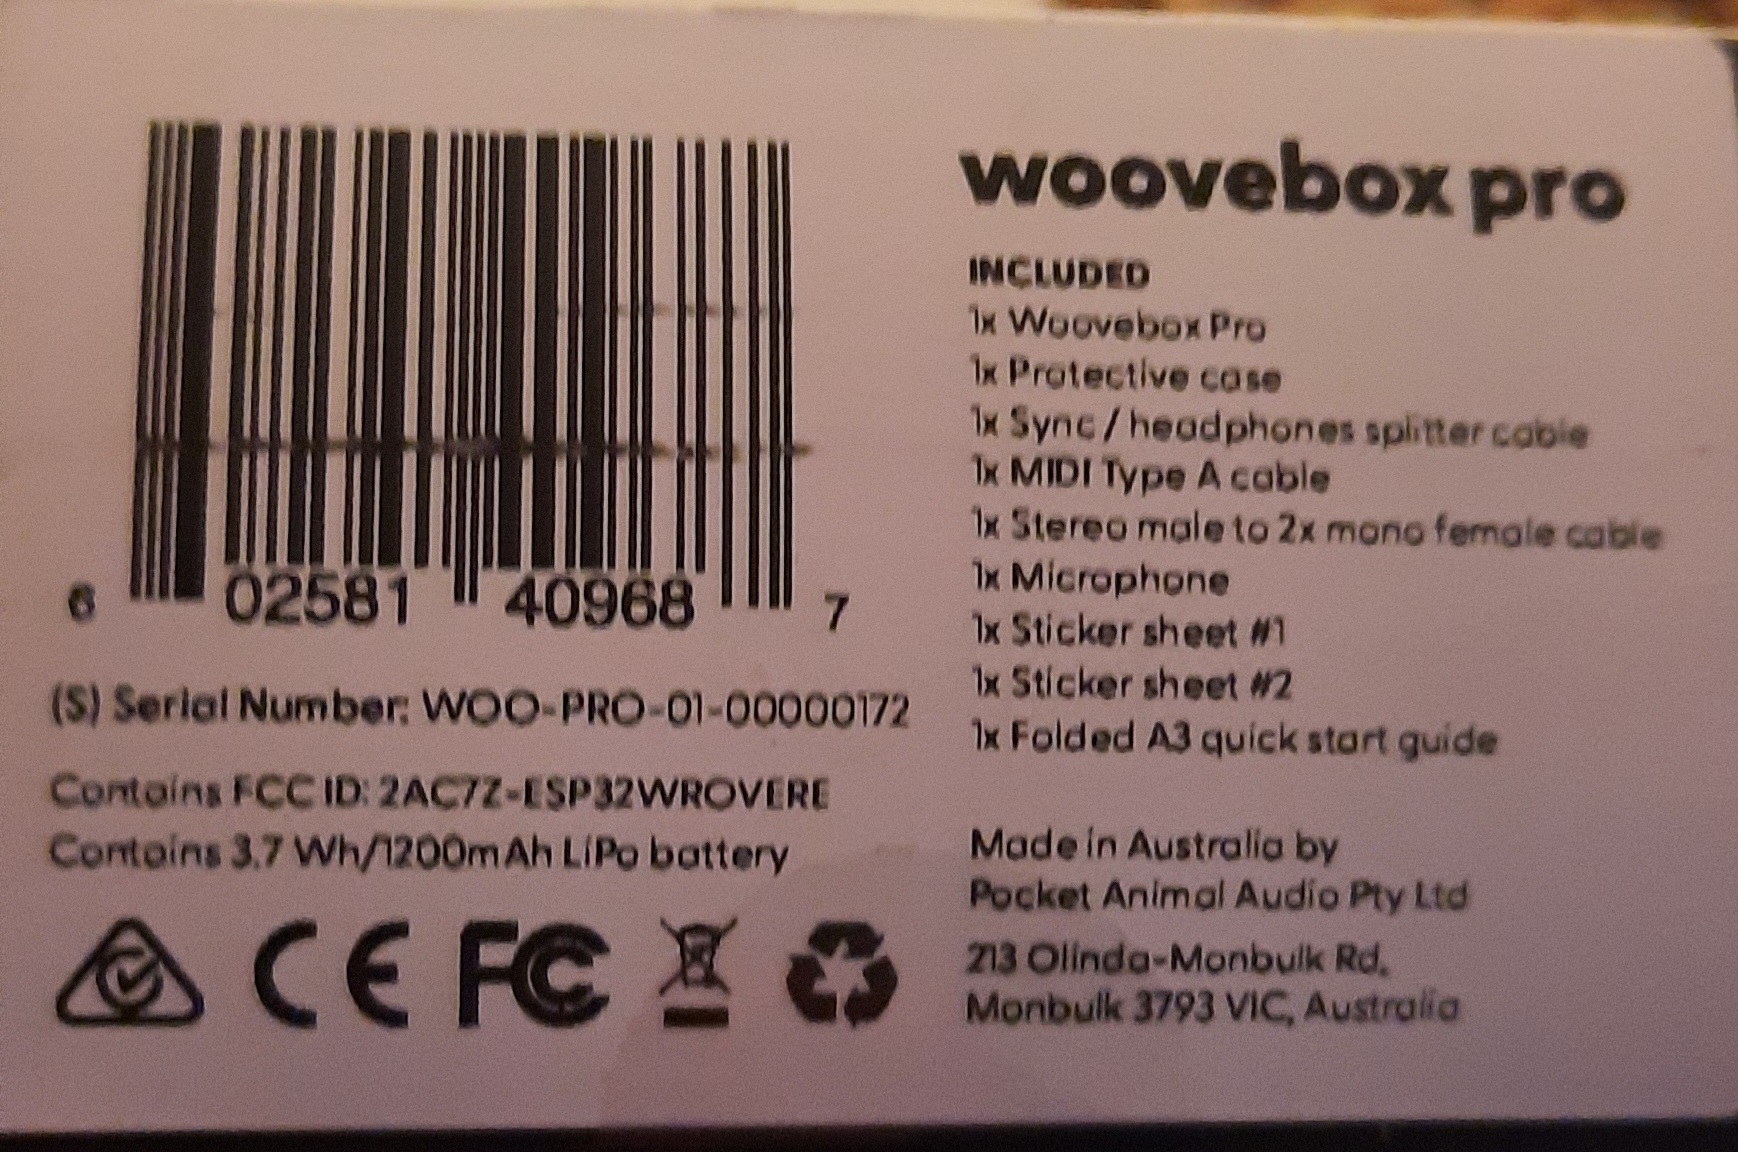 6 02581 40968 7
(S) Serial Number: WOO-PRO-01-00000172
Contains FCC ID: 2AC7Z-ESP32WROVERE
Contains 3.7 Wh/1200mAh LiPo battery
CE FC
woovebox pro
INCLUDED
1x Woovebox Pro
1x Protective case
1x Sync / headphones splitter cable
1x MIDI Type A cable
1x Stereo male to 2x mono female cable
1x Microphone
1x Sticker sheet #1
1x Sticker sheet #2
1x Folded A3 quick start guide
Made in Australia by
Pocket Animal Audio Pty Ltd
213 Olinda-Monbulk Rd,
Monbulk 3793 VIC, Australia